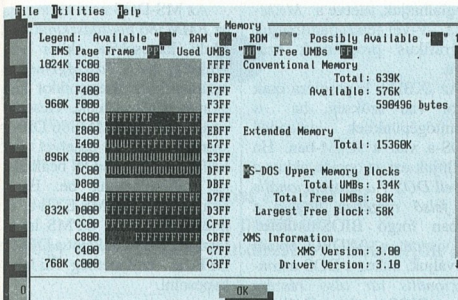 File Utilities Help
Memory
Legend: Available " " RAM " " ROM " " Possibly Available " "
EMS Page Frame "PP" Used UMBs "UU" Free UMBs "FF"
1024K FC00 FFFF Conventional Memory
F800 FBFF Total: 639K
F400 F7FF Available: 576K
960K F000 F3FF 590496 bytes
EC00 FFFFFFFFF FFFF EFFF
E800 FFFFFFFFFFFFFFFF EBFF Extended Memory
E400 UUUUFFFFFFFFFFFF E7FF Total: 15360K
896K E000 UUUUUUUUUUUUUUUU E3FF
DC00 DFFF MS-DOS Upper Memory Blocks
D800 DBFF Total UMBs: 134K
D400 FFFFFFFFFFFFFFFF D7FF Total Free UMBs: 98K
832K D000 FFFFFFFFFFFFFFFF D3FF Largest Free Block: 58K
CC00 FFFFFFFFFFFFFFFF CFFF
C800 FFFFFFFFFFFF CBFF XMS Information
C400 C7FF XMS Version: 3.00
768K C000 C3FF Driver Version: 3.10
OK